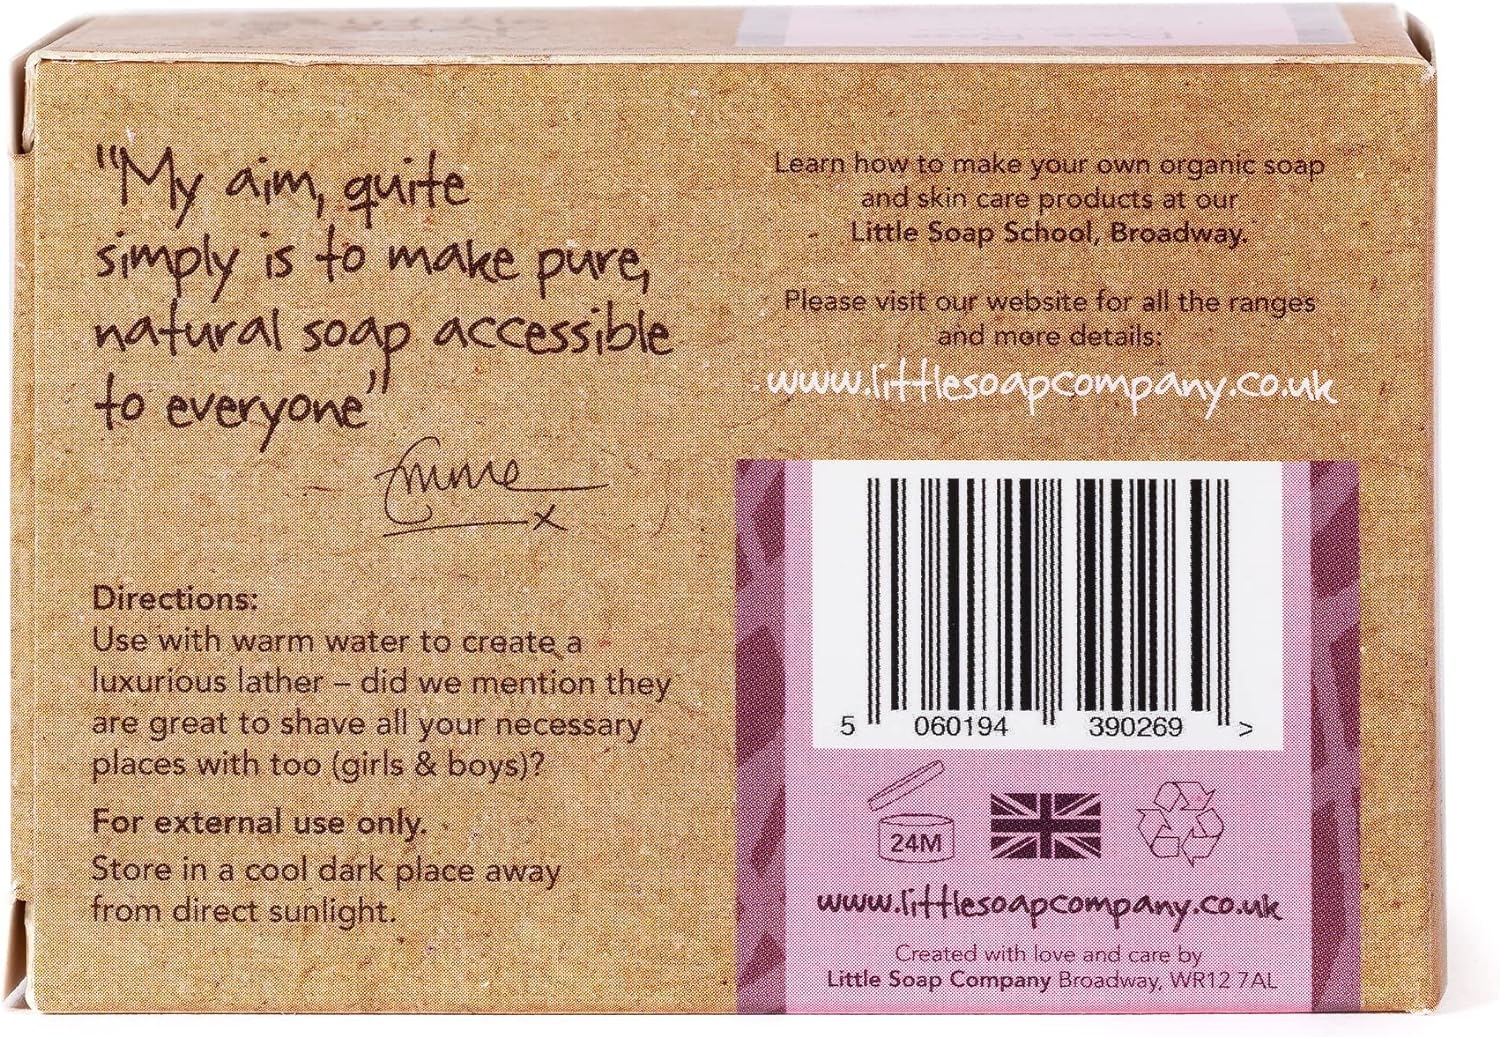 "My aim, quite
simply is to make pure,
natural soap accessible
to everyone"
Emma
x
Directions:
Use with warm water to create a
luxurious lather – did we mention they
are great to shave all your necessary
places with too (girls & boys)?
For external use only.
Store in a cool dark place away
from direct sunlight.
Learn how to make your own organic soap
and skin care products at our
Little Soap School, Broadway.
Please visit our website for all the ranges
and more details:
www.littlesoapcompany.co.uk
5 060194 390269 >
24M
www.littlesoapcompany.co.uk
Created with love and care by
Little Soap Company Broadway, WR12 7AL